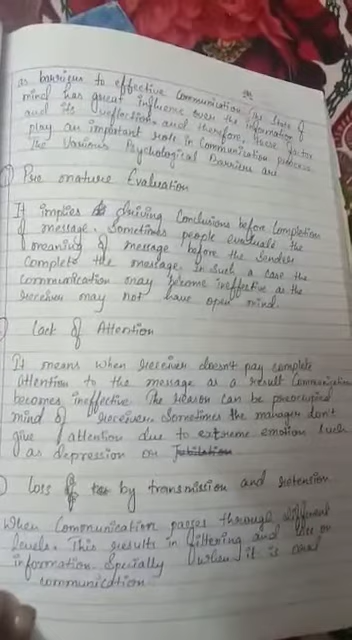 as barriers to effective communication. The state of
mind has great influence over the information
and its reflection and therefore, these factor
play an important role in communication process.
The Various Psychological Barriers are
Pre mature Evaluation
It implies driving Conclusions before Completion
of message. Sometimes people evaluate the
meaning of message before the sender
complete the message. In such a case the
communication may become ineffective as the
receiver may not have open mind.
Lack of Attention
It means when receiver doesn't pay complete
Attention to the message as a result Communication
becomes ineffective. The reason can be preoccupied
mind of receiver. Sometimes the manager don't
give attention due to extreme emotion such
as depression or Jubilation
Loss by transmission and retention
When Communication passes through different
Levels. This results in filtering and loss
information. Specially when it is oral
communication